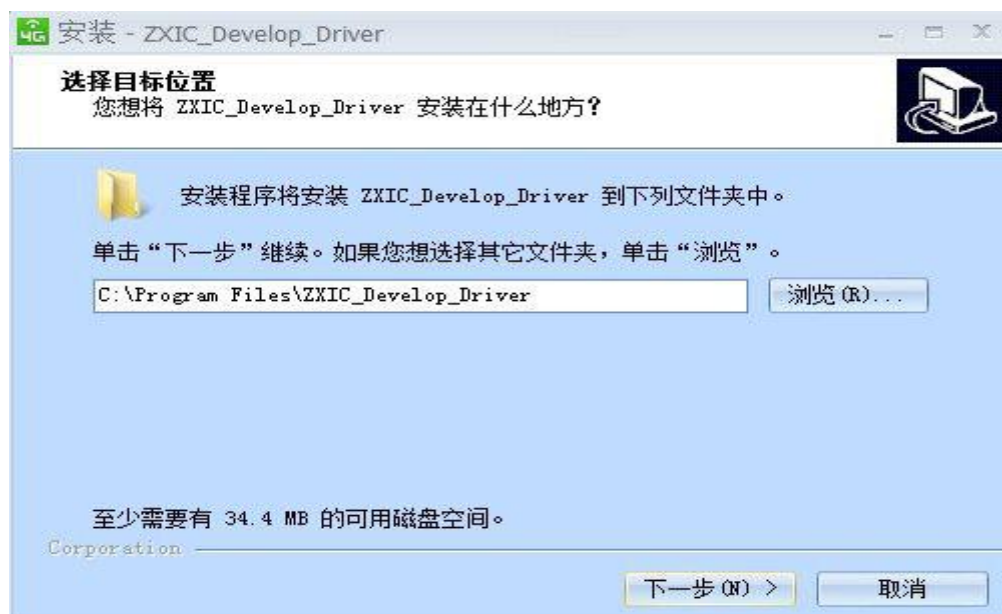 4G 安装 - ZXIC_Develop_Driver
选择目标位置
您想将 ZXIC_Develop_Driver 安装在什么地方?
安装程序将安装 ZXIC_Develop_Driver 到下列文件夹中。
单击“下一步”继续。如果您想选择其它文件夹，单击“浏览”。
C:\Program Files\ZXIC_Develop_Driver
浏览(R)...
至少需要有 34.4 MB 的可用磁盘空间。
Corporation
下一步(N) >
取消